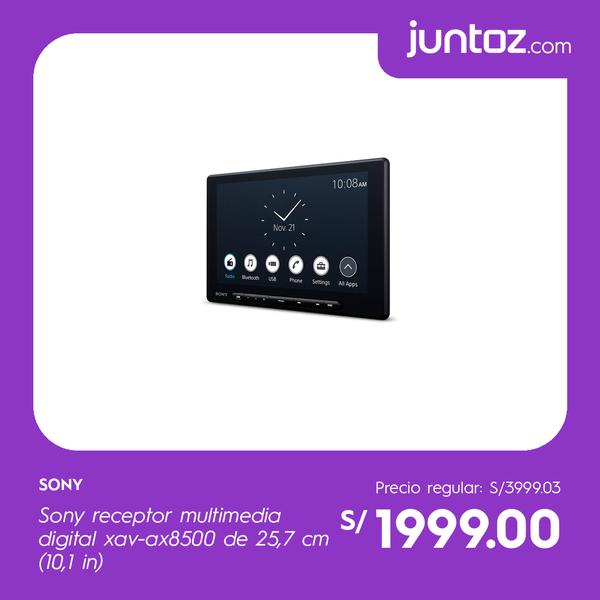 juntoz.com
10:08AM
Nov. 21
Radio Bluetooth USB Phone Settings All Apps
SONY
SONY
Precio regular: S/3999.03
Sony receptor multimedia
digital xav-ax8500 de 25,7 cm
(10,1 in)
S/1999.00